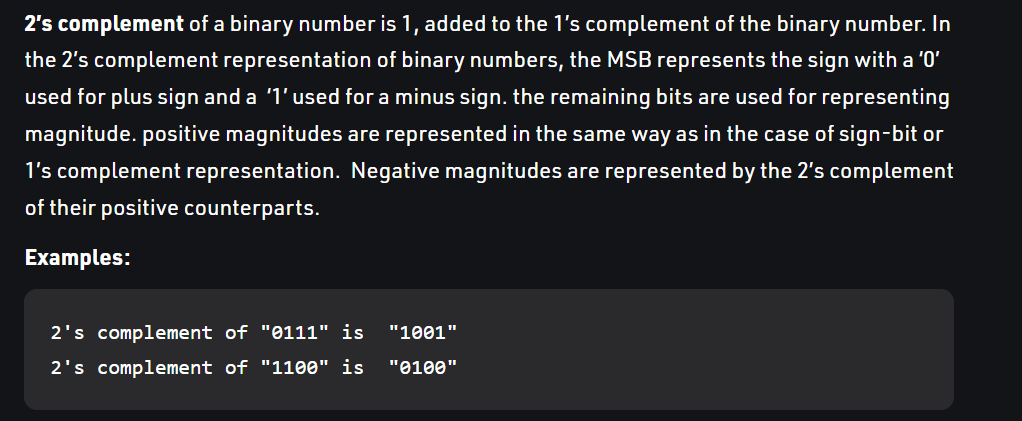 2’s complement of a binary number is 1, added to the 1’s complement of the binary number. In
the 2’s complement representation of binary numbers, the MSB represents the sign with a ‘0’
used for plus sign and a  ‘1’ used for a minus sign. the remaining bits are used for representing
magnitude. positive magnitudes are represented in the same way as in the case of sign-bit or
1’s complement representation.  Negative magnitudes are represented by the 2’s complement
of their positive counterparts.
Examples:
2's complement of "0111" is  "1001"
2's complement of "1100" is  "0100"